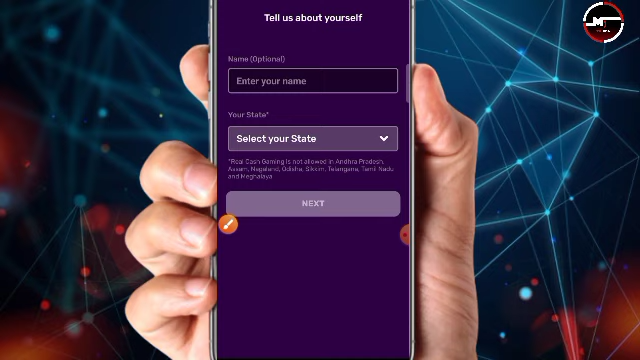 Tell us about yourself
Name (Optional)
Enter your name
Your State*
Select your State
*Real Cash Gaming is not allowed in Andhra Pradesh,
Assam, Nagaland, Odisha, Sikkim, Telangana, Tamil Nadu
and Meghalaya
NEXT